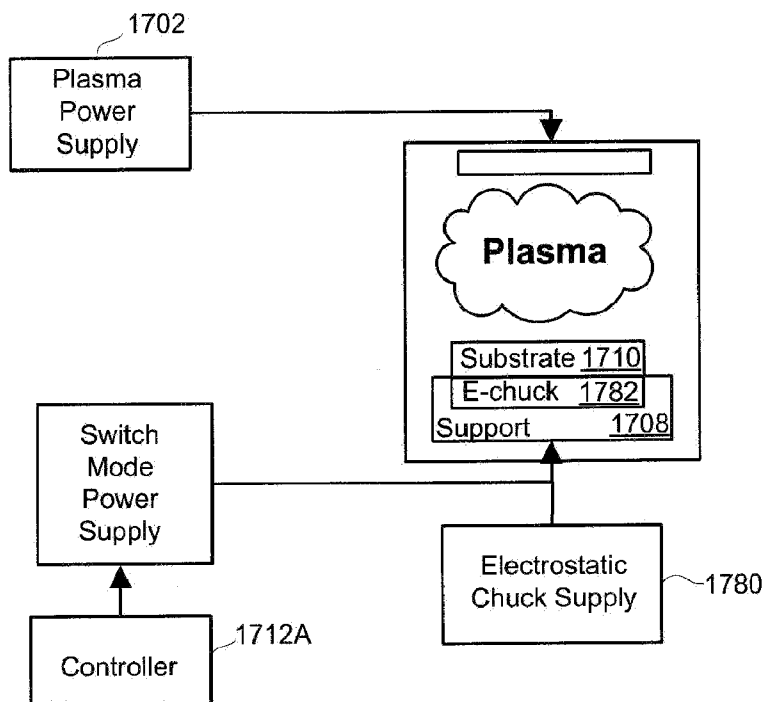 1702
Plasma
Power
Supply
Plasma
Substrate 1710
E-chuck 1782
Support 1708
Switch
Mode
Power
Supply
Electrostatic
Chuck Supply
1780
1712A
Controller